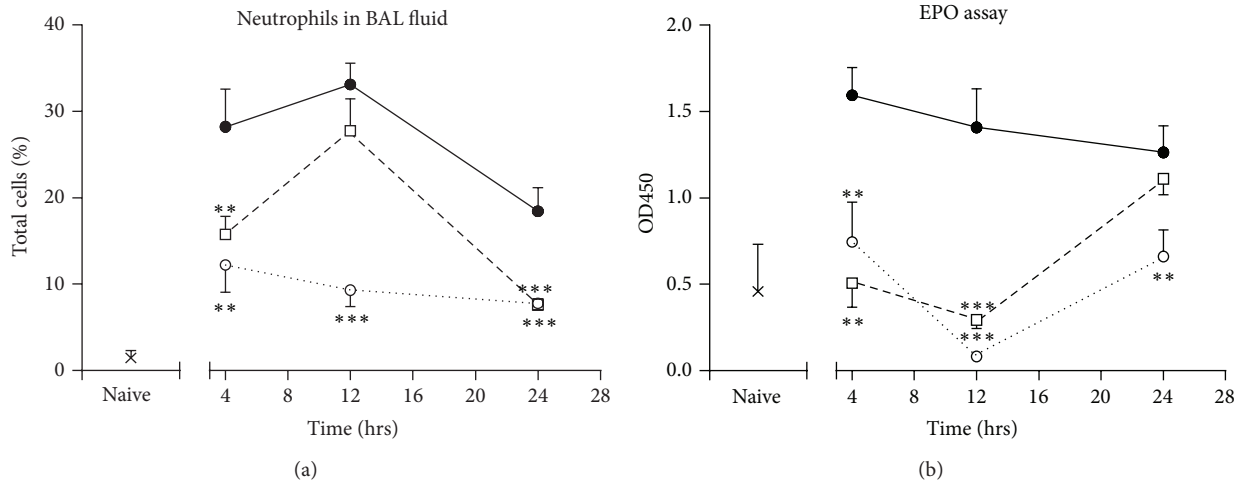 Neutrophils in BAL fluid
40
30
20
10
0
Total cells (%)
**
**
***
***
***
Naive
4 8 12 16 20 24 28
Time (hrs)
(a)
EPO assay
2.0
1.5
1.0
0.5
0.0
OD450
**
**
***
***
**
Naive
4 8 12 16 20 24 28
Time (hrs)
(b)